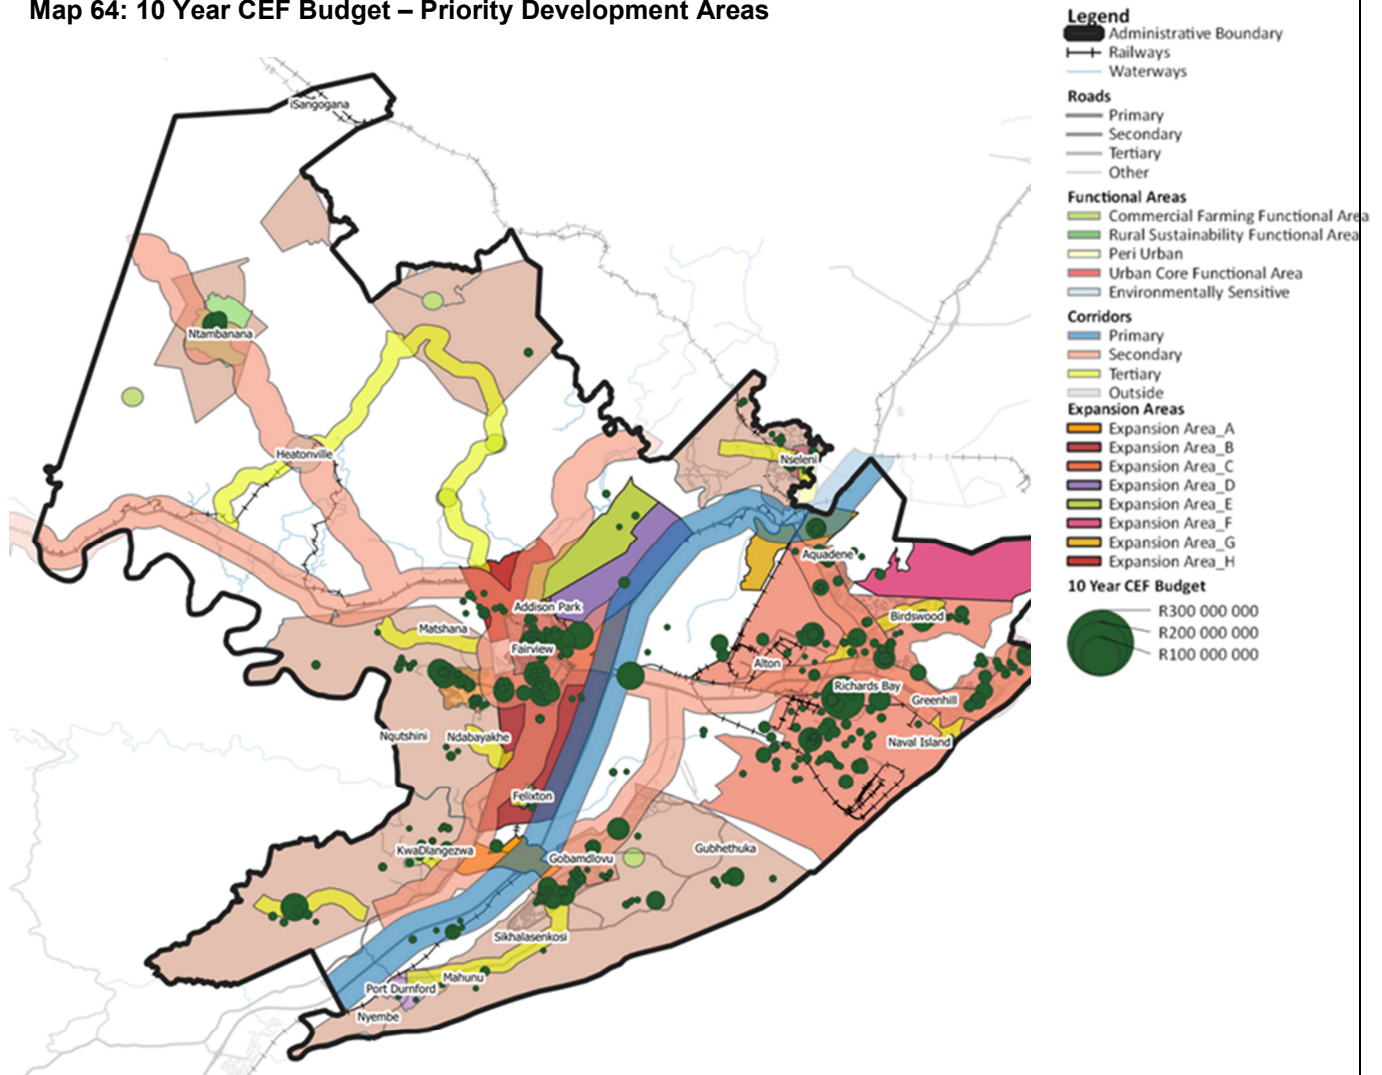 Map 64: 10 Year CEF Budget – Priority Development Areas
Legend
Administrative Boundary
Railways
Waterways
Roads
Primary
Secondary
Tertiary
Other
Functional Areas
Commercial Farming Functional Area
Rural Sustainability Functional Area
Peri Urban
Urban Core Functional Area
Environmentally Sensitive
Corridors
Primary
Secondary
Tertiary
Outside
Expansion Areas
Expansion Area_A
Expansion Area_B
Expansion Area_C
Expansion Area_D
Expansion Area_E
Expansion Area_F
Expansion Area_G
Expansion Area_H
10 Year CEF Budget
R300 000 000
R200 000 000
R100 000 000
iSangogana
Ntambanana
Heatonville
Nseleni
Aquadene
Addison Park
Birdswood
Matshana
Fairview
Alton
Richards Bay
Greenhill
Nqutshini
Ndabayakhe
Naval Island
Felixton
KwaDlangezwa
Gobamdlovu
Gubhethuka
Sikhalasenkosi
Mahunu
Port Durnford
Nyembe